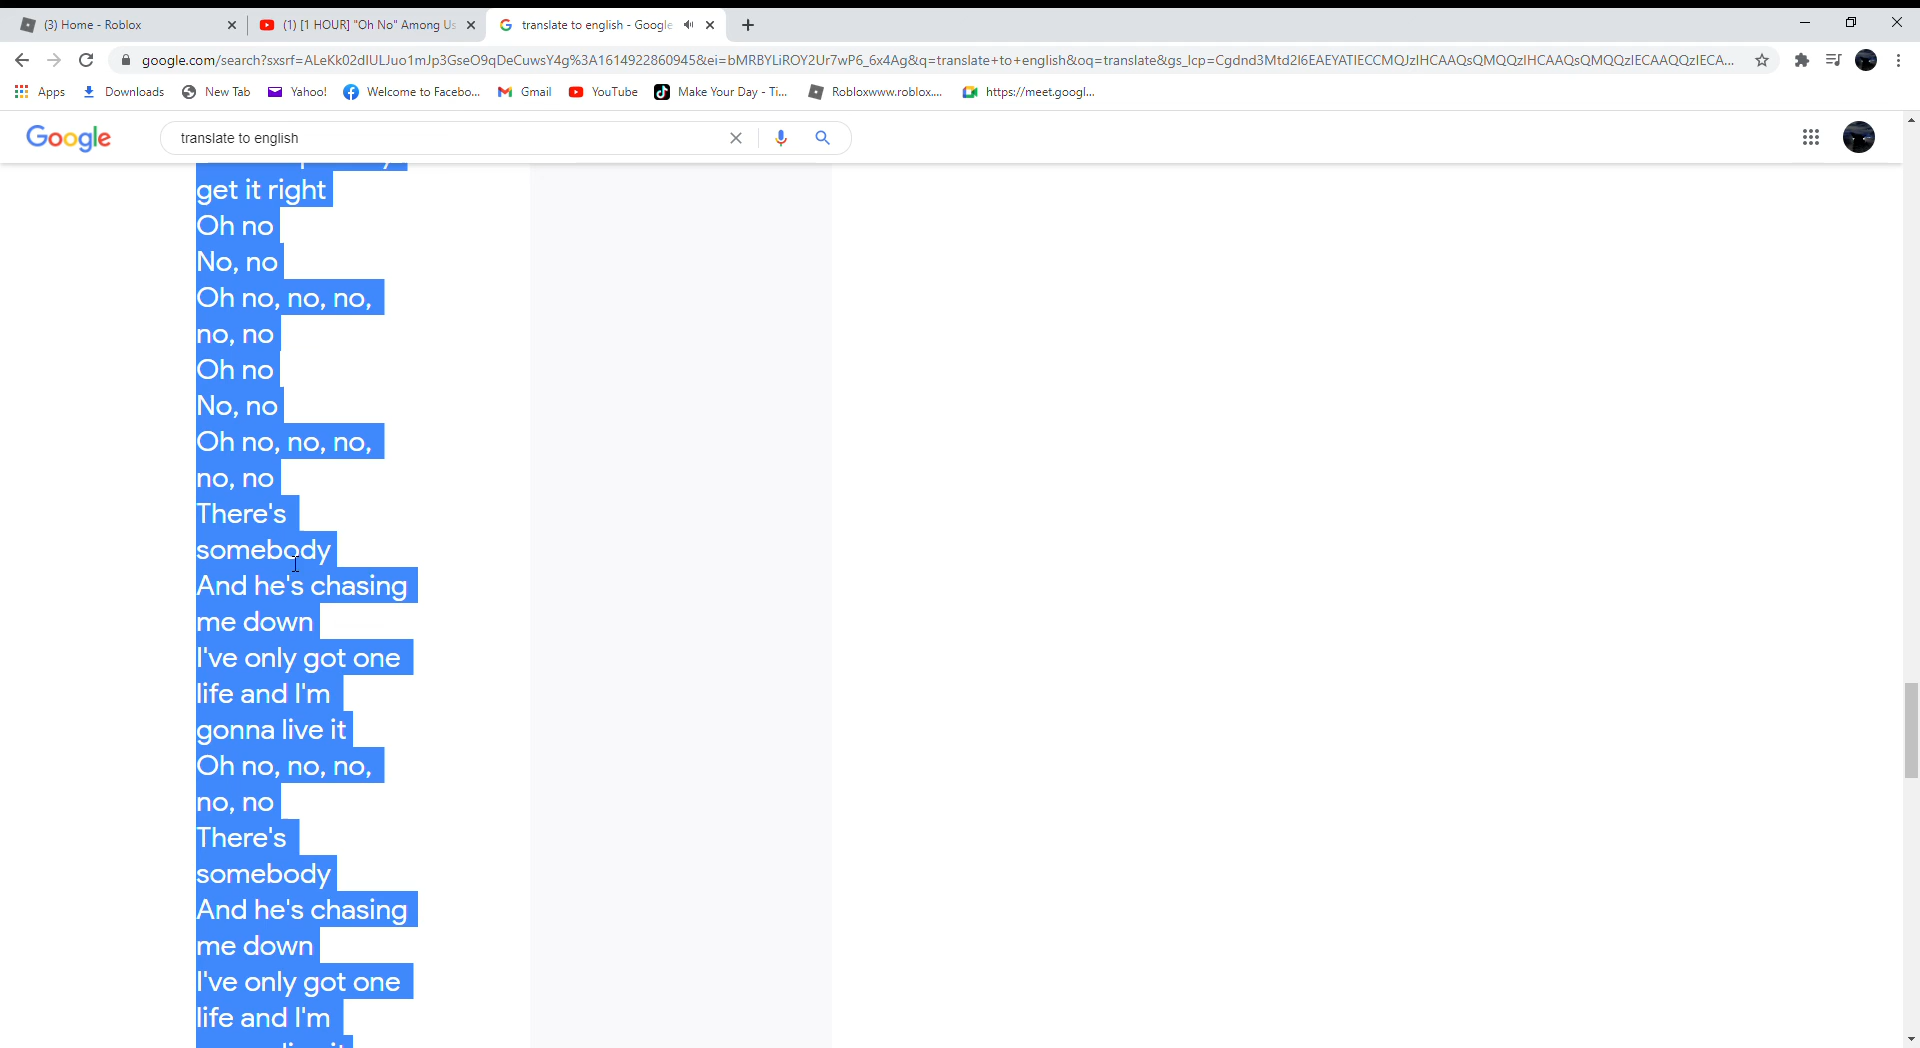 (3) Home - Roblox
(1) [1 HOUR] "Oh No" Among Us
translate to english - Google
google.com/search?sxsrf=ALeKk02dIULJuo1mJp3GseO9qDeCuwsY4g%3A1614922860945&ei=bMRBYLiROY2Ur7wP6_6x4Ag&q=translate+to+english&oq=translate&gs_lcp=Cgdnd3Mtd2l6EAEYATIECCMQJzIHCAAQsQMQQzIHCAAQsQMQQzIECAAQQzIECA...
Apps Downloads New Tab Yahoo! Welcome to Facebo... Gmail YouTube Make Your Day - Ti... Robloxwww.roblox.... https://meet.googl...
Google
translate to english
get it right
Oh no
No, no
Oh no, no, no,
no, no
Oh no
No, no
Oh no, no, no,
no, no
There's
somebody
And he's chasing
me down
I've only got one
life and I'm
gonna live it
Oh no, no, no,
no, no
There's
somebody
And he's chasing
me down
I've only got one
life and I'm